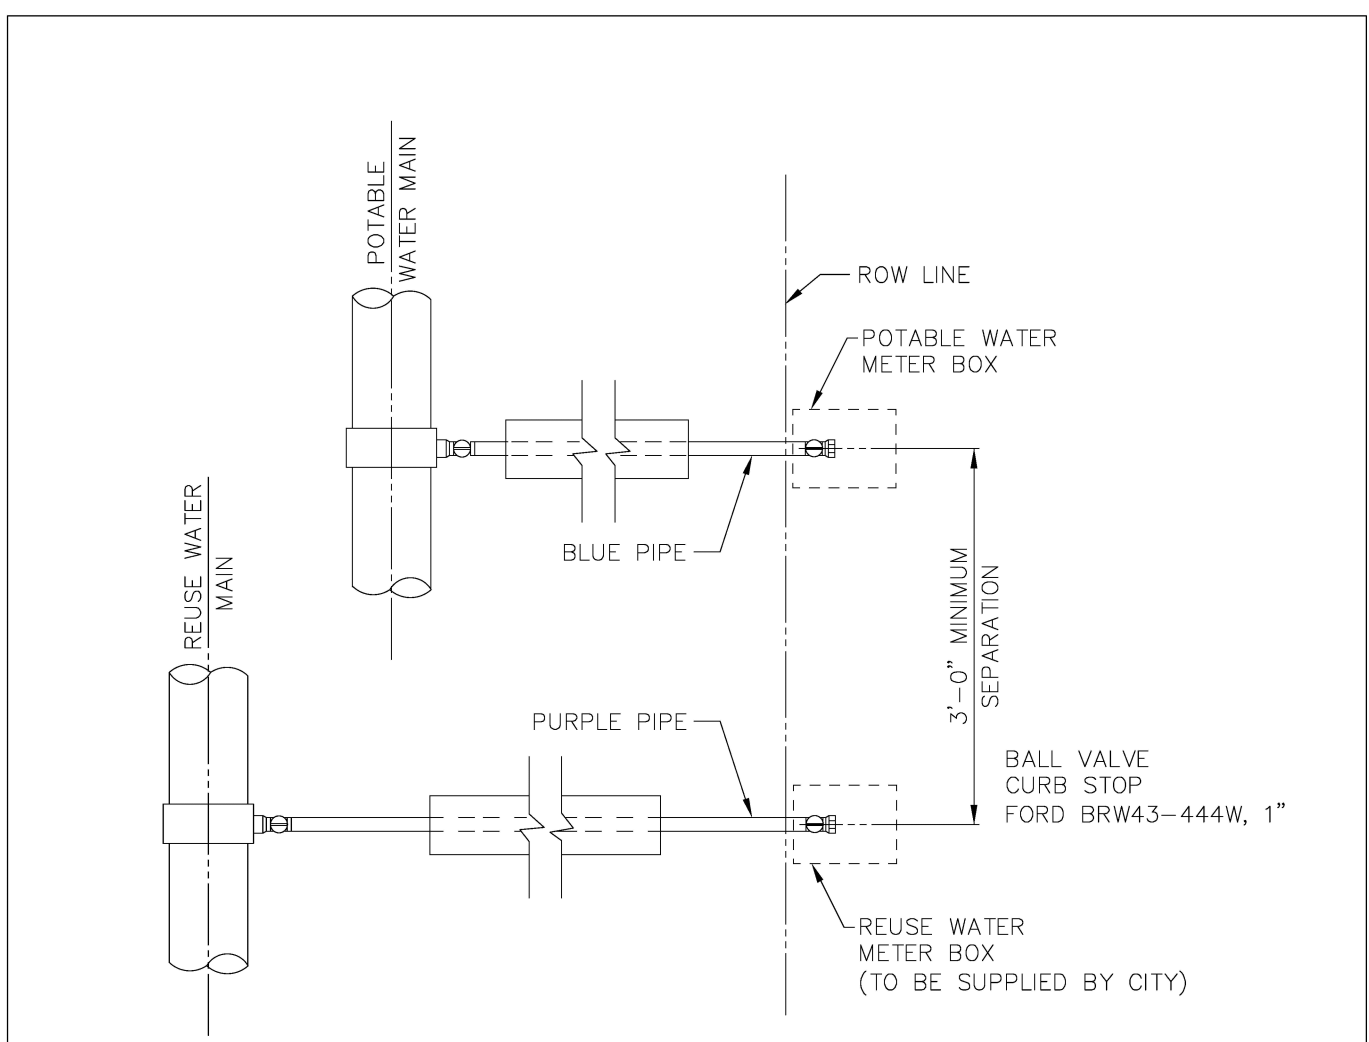 POTABLE
WATER MAIN
ROW LINE
POTABLE WATER
METER BOX
BLUE PIPE
REUSE WATER
MAIN
3'-0" MINIMUM
SEPARATION
PURPLE PIPE
BALL VALVE
CURB STOP
FORD BRW43-444W, 1"
REUSE WATER
METER BOX
(TO BE SUPPLIED BY CITY)